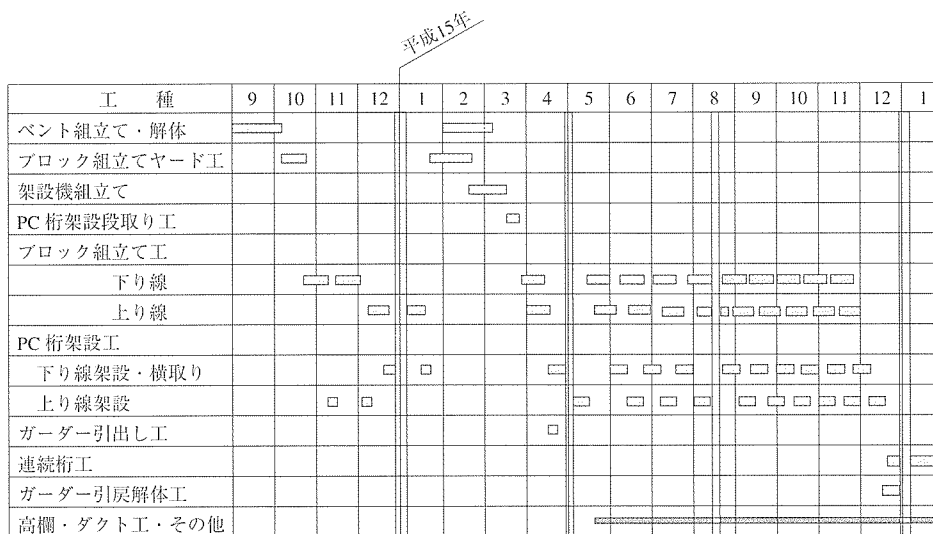 平成15年
工 種 9 10 11 12 1 2 3 4 5 6 7 8 9 10 11 12 1
ベント組立て・解体
ブロック組立てヤード工
架設機組立て
PC 桁架設段取り工
ブロック組立て工
下り線
上り線
PC 桁架設工
下り線架設・横取り
上り線架設
ガーダー引出し工
連続桁工
ガーダー引戻解体工
高欄・ダクト工・その他